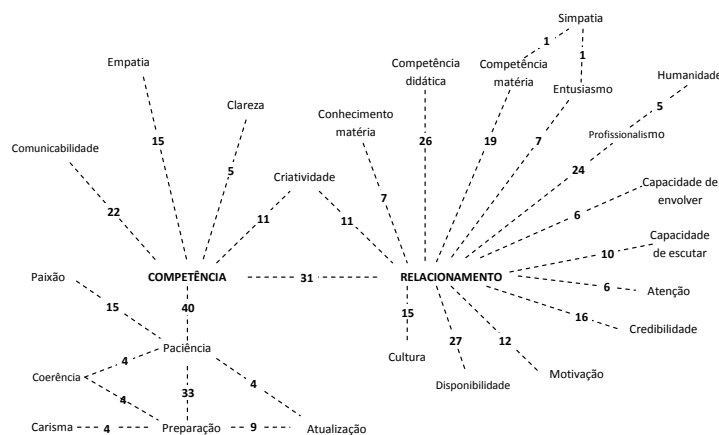 Simpatia
1
1
Empatia
Competência
didática
Competência
matéria
Entusiasmo
Humanidade
5
Clareza
Conhecimento
matéria
Profissionalismo
Comunicabilidade
15
26
19
7
24
5
Criatividade
Capacidade de
envolver
22
11
11
7
6
Capacidade
de escutar
10
Paixão
COMPETÊNCIA
31
RELACIONAMENTO
6
Atenção
15
40
15
27
12
16
Credibilidade
Paciência
Cultura
Disponibilidade
Motivação
Coerência
4
4
33
4
Carisma
4
Preparação
9
Atualização